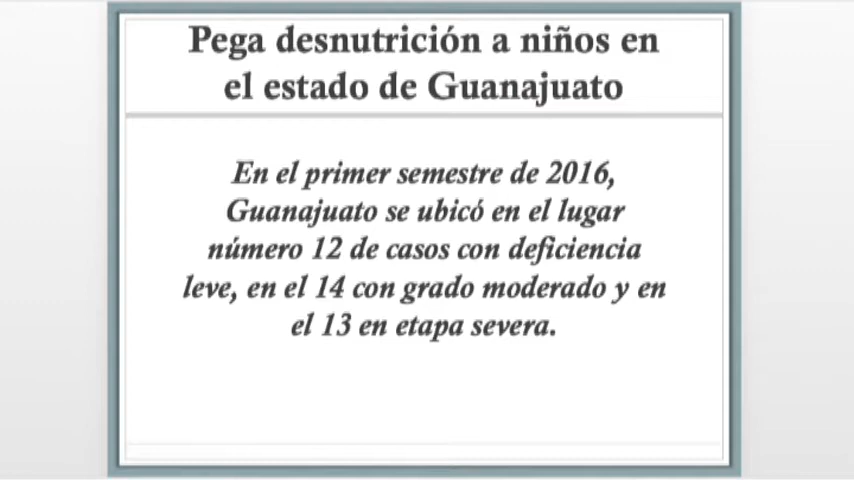 Pega desnutrición a niños en
el estado de Guanajuato
En el primer semestre de 2016,
Guanajuato se ubicó en el lugar
número 12 de casos con deficiencia
leve, en el 14 con grado moderado y en
el 13 en etapa severa.